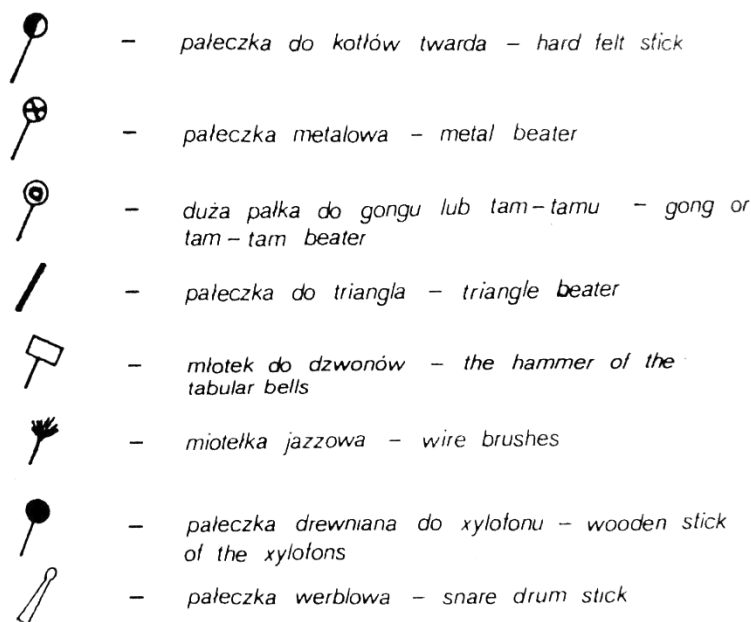 – pałeczka do kotłów twarda – hard felt stick
– pałeczka metalowa – metal beater
– duża pałka do gongu lub tam-tamu – gong or
tam-tam beater
– pałeczka do triangla – triangle beater
– młotek do dzwonów – the hammer of the
tabular bells
– miotełka jazzowa – wire brushes
– pałeczka drewniana do xylofonu – wooden stick
of the xylofons
– pałeczka werblowa – snare drum stick